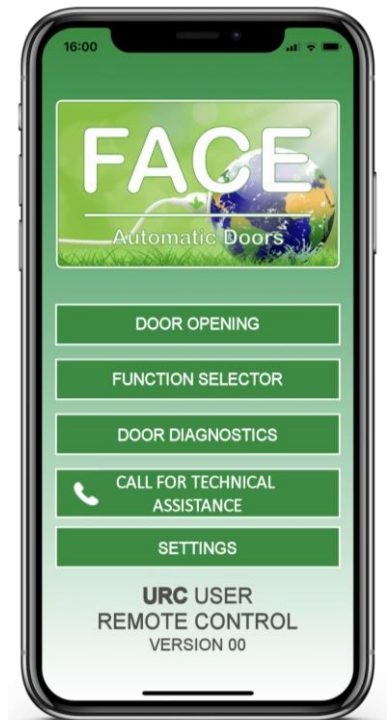 16:00
FACE
Automatic Doors
DOOR OPENING
FUNCTION SELECTOR
DOOR DIAGNOSTICS
CALL FOR TECHNICAL
ASSISTANCE
SETTINGS
URC USER
REMOTE CONTROL
VERSION 00